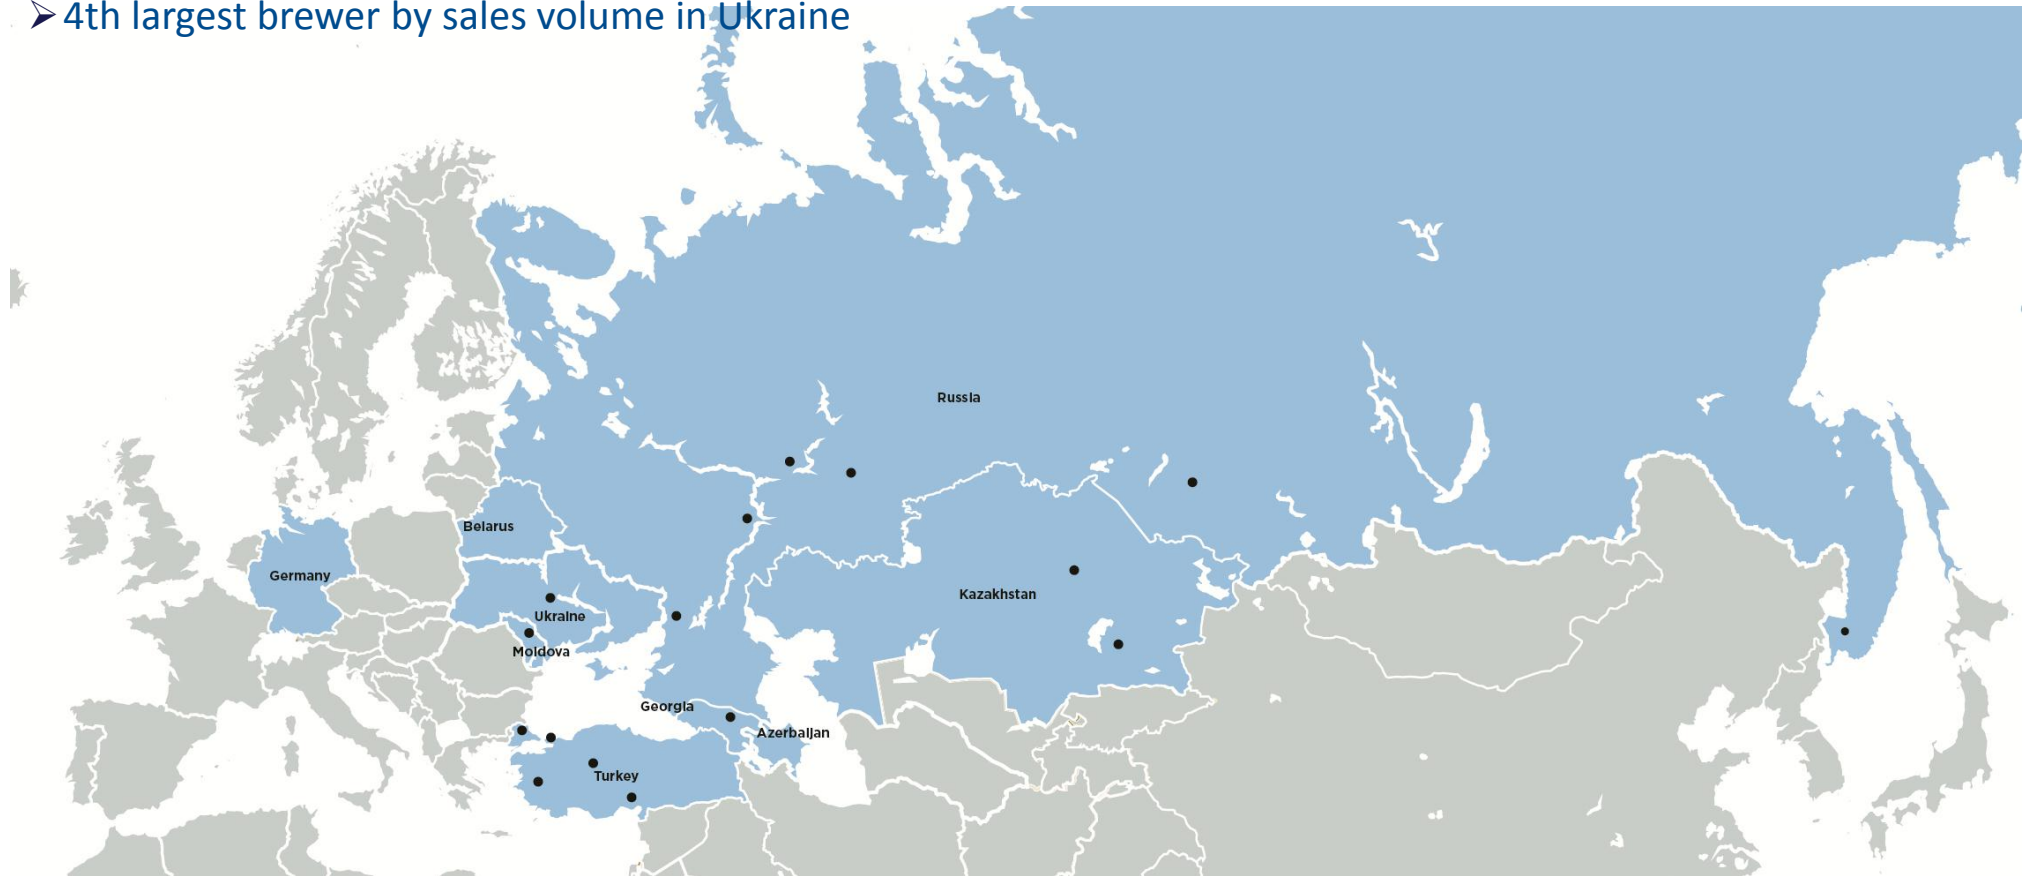 ➢4th largest brewer by sales volume in Ukraine
Russia
Belarus
Germany
Kazakhstan
Ukraine
Moldova
Georgia
Azerbaijan
Turkey